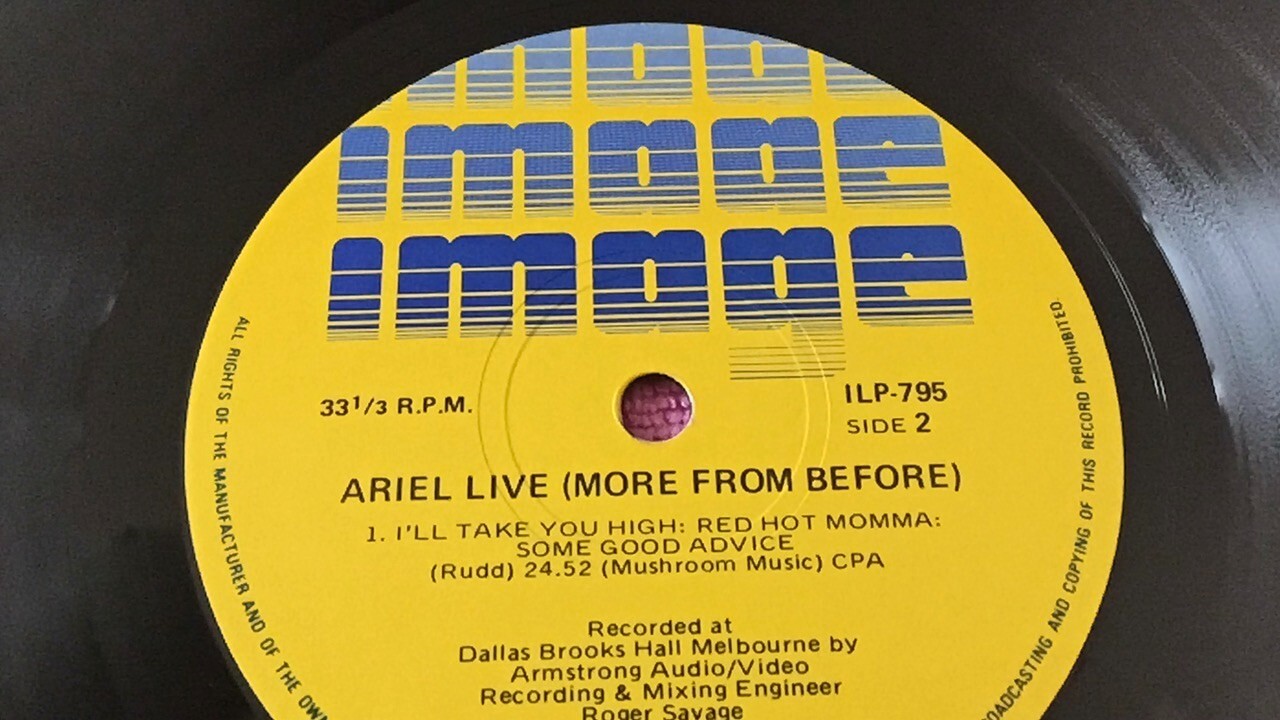 image
image
33 1/3 R.P.M.
ILP-795
SIDE 2
ARIEL LIVE (MORE FROM BEFORE)
1. I'LL TAKE YOU HIGH: RED HOT MOMMA:
SOME GOOD ADVICE
(Rudd) 24.52 (Mushroom Music) CPA
Recorded at
Dallas Brooks Hall Melbourne by
Armstrong Audio/Video
Recording & Mixing Engineer
Roger Savage
ALL RIGHTS OF THE MANUFACTURER AND OF THE
BROADCASTING AND COPYING OF THIS RECORD PROHIBITED.